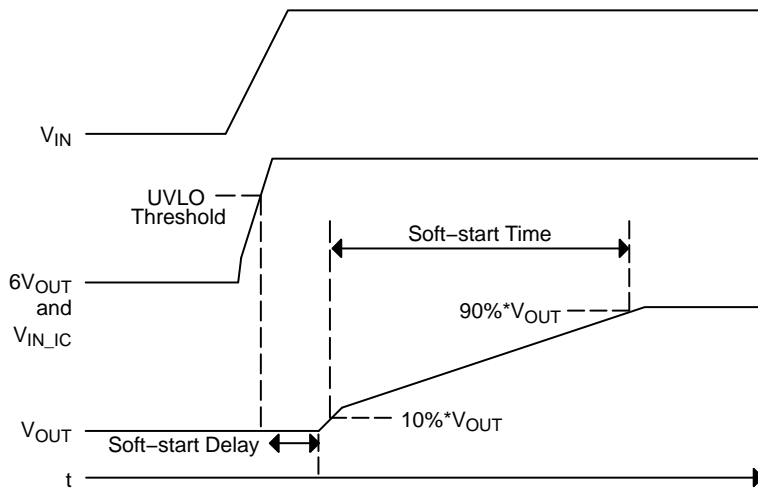 V_IN
UVLO
Threshold
Soft−start Time
6V_OUT
and
V_IN_IC
90%*V_OUT
10%*V_OUT
V_OUT
Soft−start Delay
t